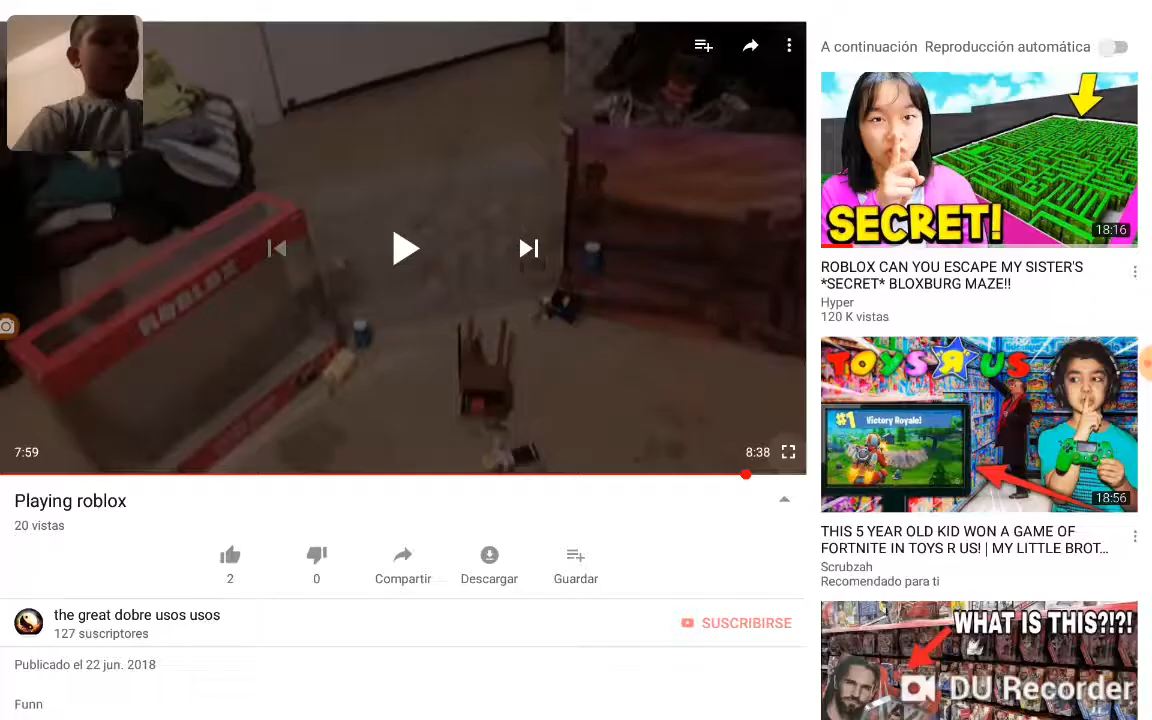 ROBLOX
7:59
8:38
Playing roblox
20 vistas
2
0
Compartir
Descargar
Guardar
the great dobre usos usos
127 suscriptores
SUSCRIBIRSE
Publicado el 22 jun. 2018
Funn
A continuación Reproducción automática
SECRET!
18:16
ROBLOX CAN YOU ESCAPE MY SISTER'S
*SECRET* BLOXBURG MAZE!!
Hyper
120 K vistas
TOYS R US
#1 Victory Royale!
18:56
THIS 5 YEAR OLD KID WON A GAME OF
FORTNITE IN TOYS R US! | MY LITTLE BROT...
Scrubzah
Recomendado para ti
WHAT IS THIS?!?!
DU Recorder